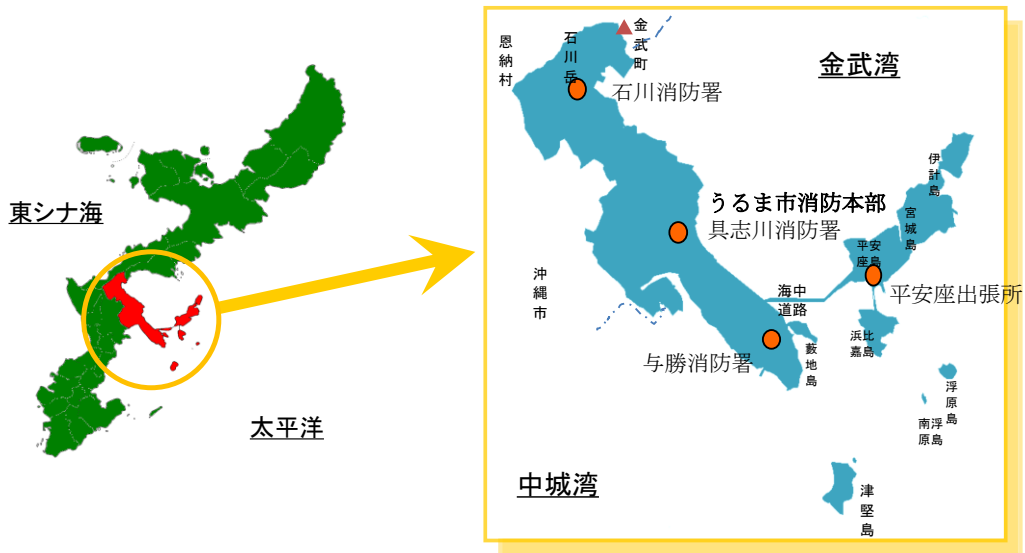 東シナ海
太平洋
恩納村
石川岳
金武町
金武湾
石川消防署
伊計島
宮城島
うるま市消防本部
具志川消防署
平安
座島
沖縄市
海中
道路
平安座出張所
浜比
嘉島
与勝消防署
藪地島
浮原島
南浮
原島
中城湾
津堅島